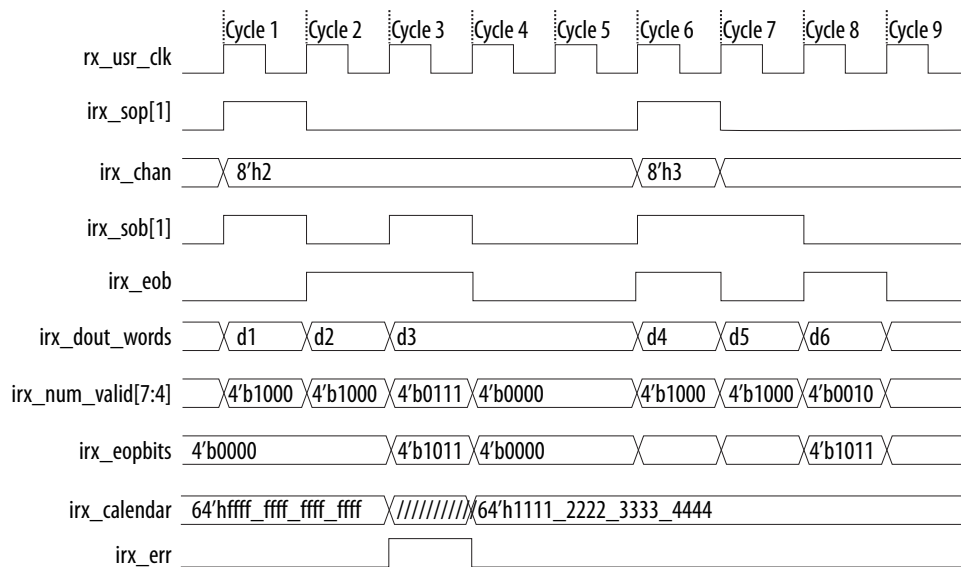 Cycle 1 Cycle 2 Cycle 3 Cycle 4 Cycle 5 Cycle 6 Cycle 7 Cycle 8 Cycle 9
rx_usr_clk
irx_sop[1]
irx_chan 8’h2 8’h3
irx_sob[1]
irx_eob
irx_dout_words d1 d2 d3 d4 d5 d6
irx_num_valid[7:4] 4’b1000 4’b1000 4’b0111 4’b0000 4’b1000 4’b1000 4’b0010
irx_eopbits 4’b0000 4’b1011 4’b0000 4’b1011
irx_calendar 64’hffff_ffff_ffff_ffff ////////// 64’h1111_2222_3333_4444
irx_err